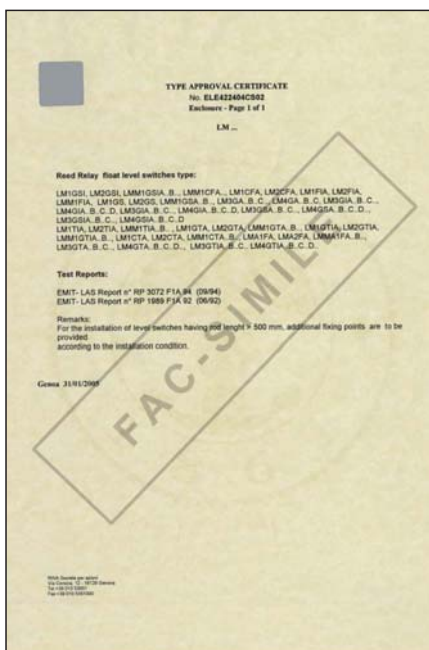 TYPE APPROVAL CERTIFICATE
No. ELE422404CS02
Enclosure - Page 1 of 1
LM ...
Reed Relay float level switches type:
LM1GSI, LM2GSI, LMM1GSIA..B.., LMM1CFA.., LM1CFA, LM2CFA, LM1FIA, LM2FIA,
LMM1FIA, LM1GS, LM2GS, LMM1GSA..B.., LM3GA..B..C.., LM4GA..B..C, LM3GIA..B..C..,
LM4GIA..B..C..D, LM3GIA..B..C.., LM4GIA..B..C..D, LM3GSA..B..C.., LM4GSA..B..C..D..,
LM3GSIA..B..C.., LM4GSIA..B..C..D
LM1TIA, LM2TIA, LMM1TIA..B.., LM1GTA, LM2GTA, LMM1GTA..B.., LM1GTIA, LM2GTIA,
LMM1GTIA..B.., LM1CTA, LM2CTA, LMM1CTA..B.., LMA1FA, LMA2FA, LMMA1FA..B..,
LM3GTA..B..C.., LM4GTA..B..C..D.., LM3GTIA..B..C.., LM4GTIA..B..C..D..
Test Reports:
EMIT- LAS Report n° RP 3072 F1A 94 (09/94)
EMIT- LAS Report n° RP 1989 F1A 92 (06/92)
Remarks:
For the installation of level switches having rod lenght > 500 mm, additional fixing points are to be
provided
according to the installation condition.
Genoa 31/01/2005
FAC-SIMILE